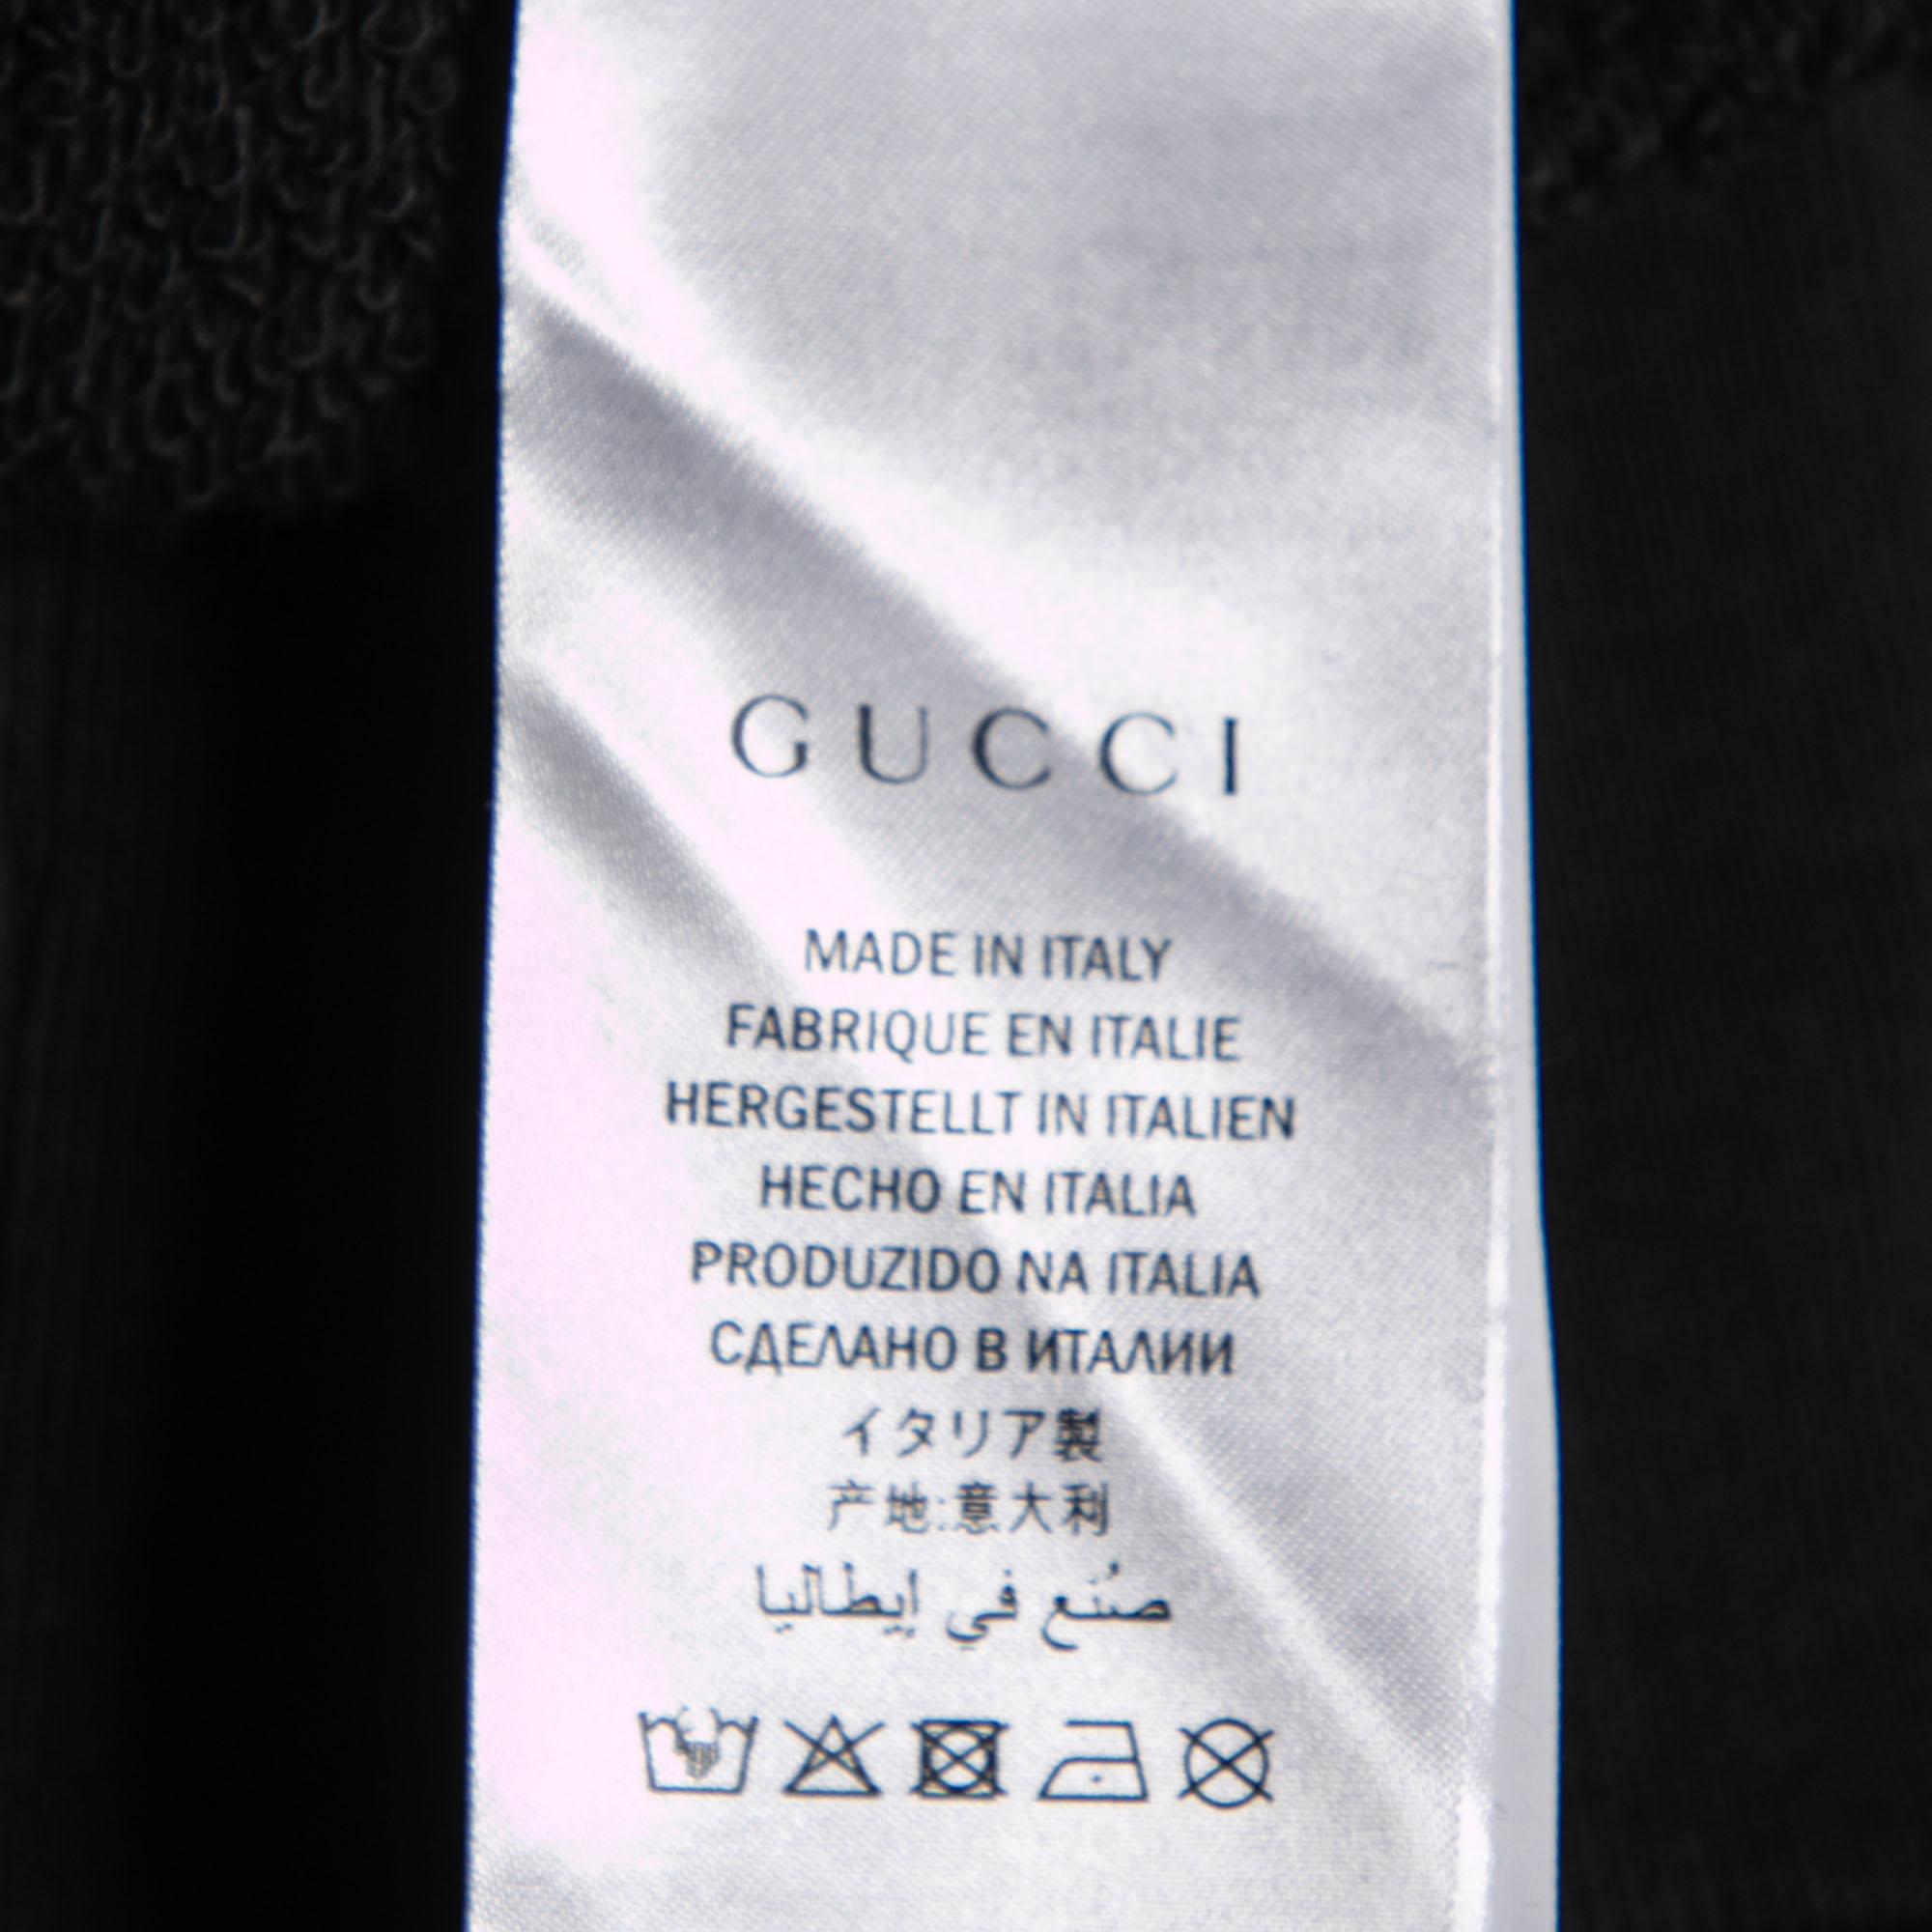 GUCCI
MADE IN ITALY
FABRIQUE EN ITALIE
HERGESTELLT IN ITALIEN
HECHO EN ITALIA
PRODUZIDO NA ITALIA
СДЕЛАНО В ИТАЛИИ
イタリア製
产地:意大利
صُنع في إيطاليا